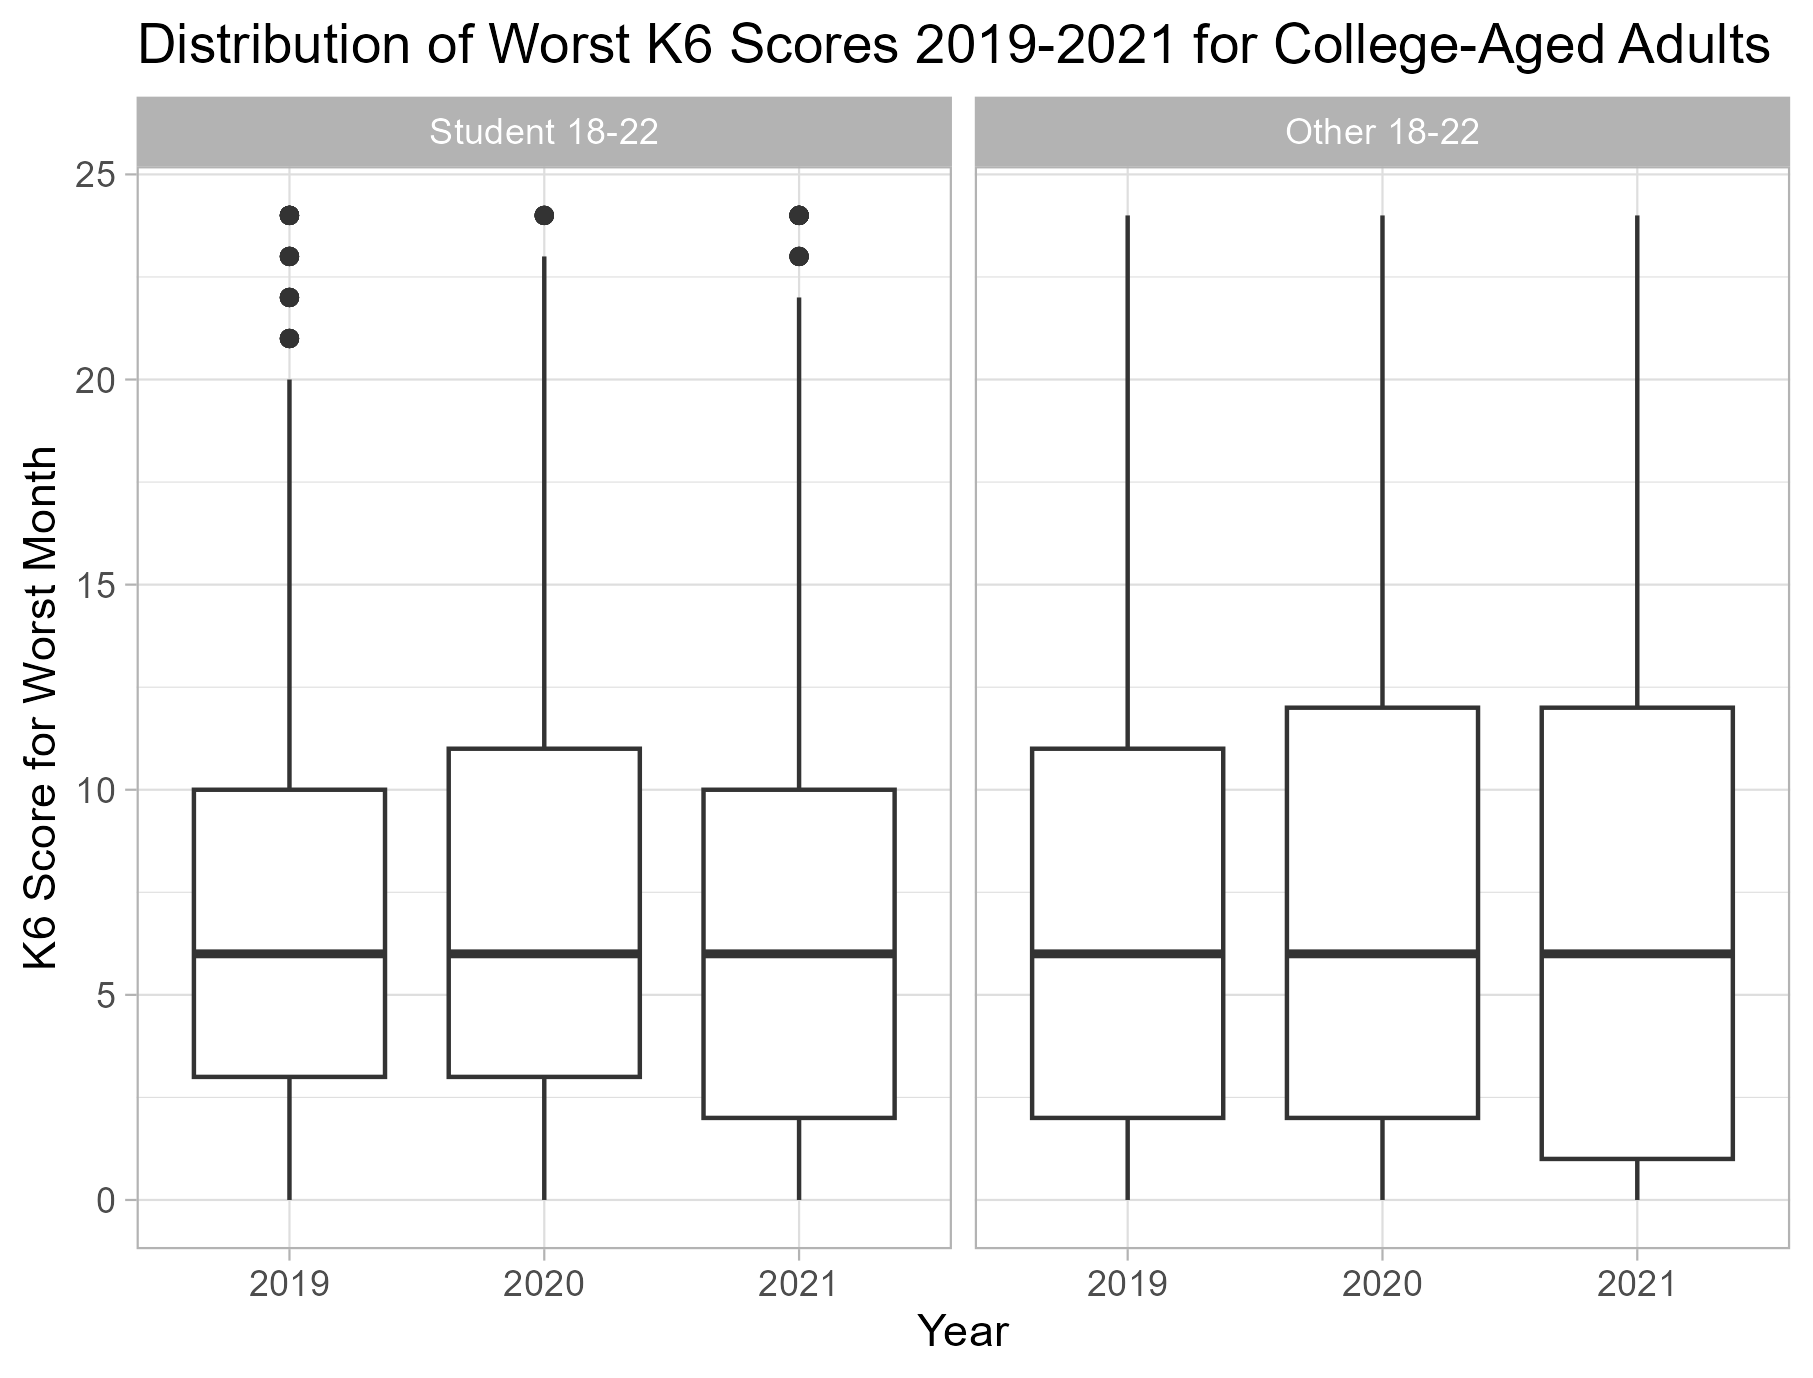 Distribution of Worst K6 Scores 2019-2021 for College-Aged Adults
Student 18-22
Other 18-22
K6 Score for Worst Month
25
20
15
10
5
0
2019 2020 2021
2019 2020 2021
Year